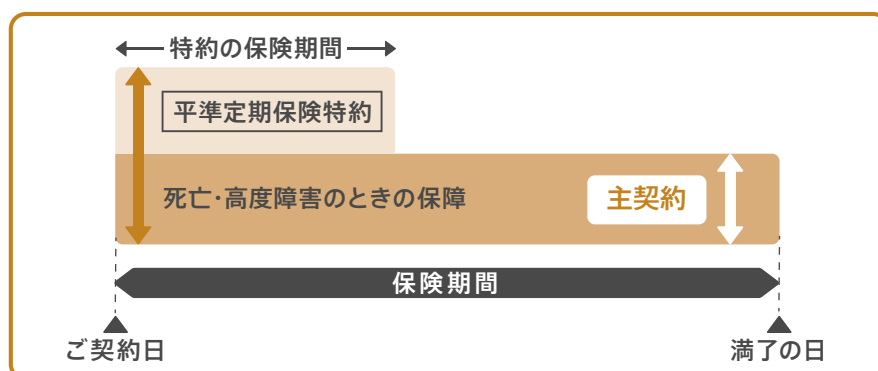 特約の保険期間
平準定期保険特約
死亡・高度障害のときの保障
主契約
保険期間
ご契約日
満了の日